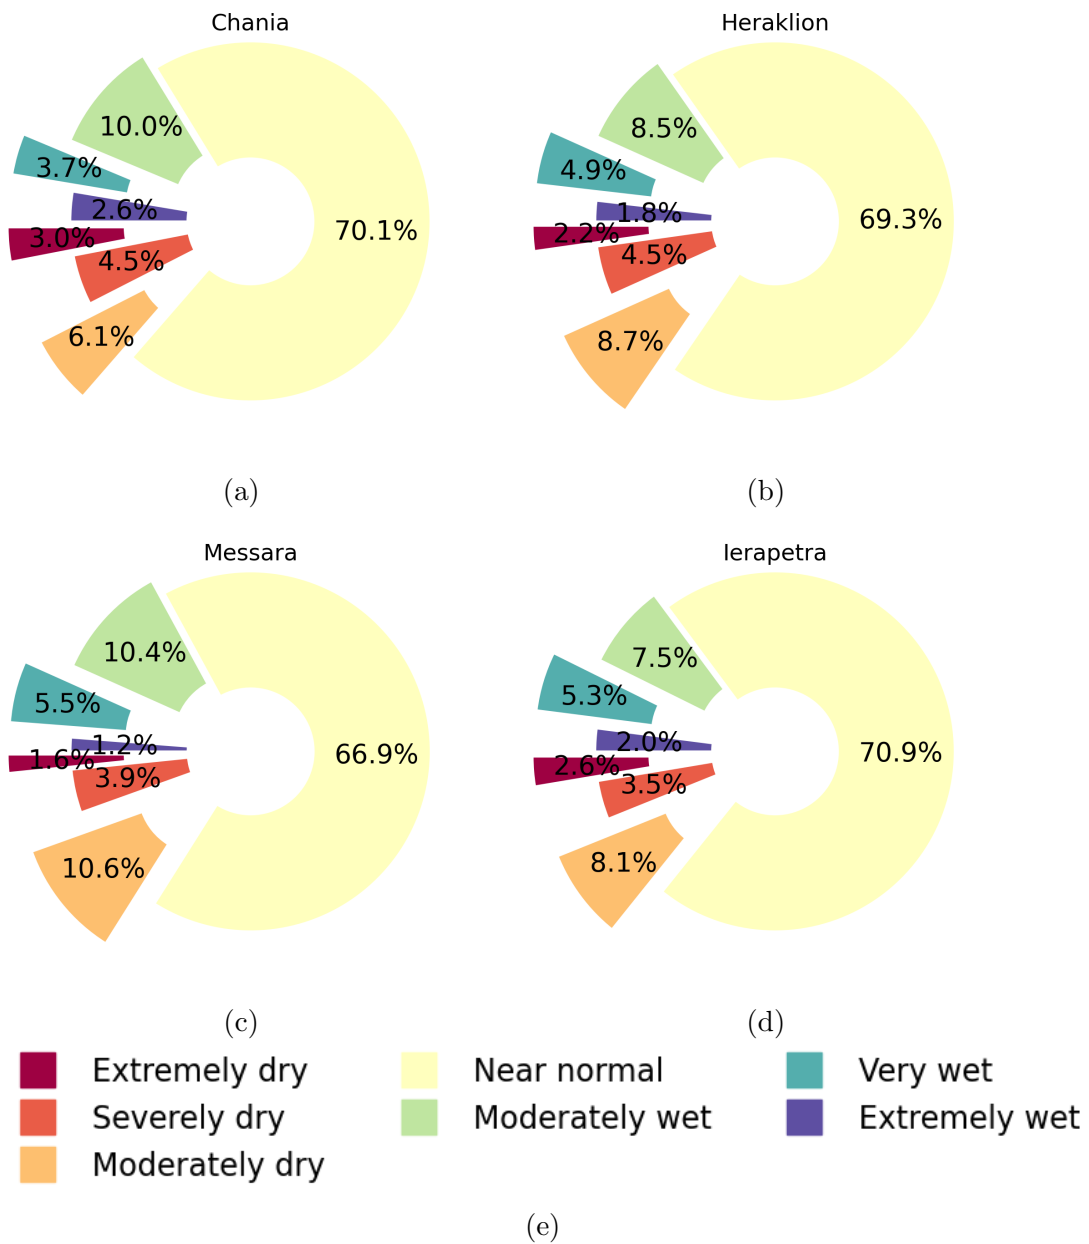 Chania
10.0%
3.7%
2.6%
3.0%
4.5%
6.1%
70.1%
(a)
Heraklion
8.5%
4.9%
1.8%
2.2%
4.5%
8.7%
69.3%
(b)
Messara
10.4%
5.5%
1.2%
1.6%
3.9%
10.6%
66.9%
(c)
Ierapetra
7.5%
5.3%
2.0%
2.6%
3.5%
8.1%
70.9%
(d)
Extremely dry
Severely dry
Moderately dry
Near normal
Moderately wet
Very wet
Extremely wet
(e)